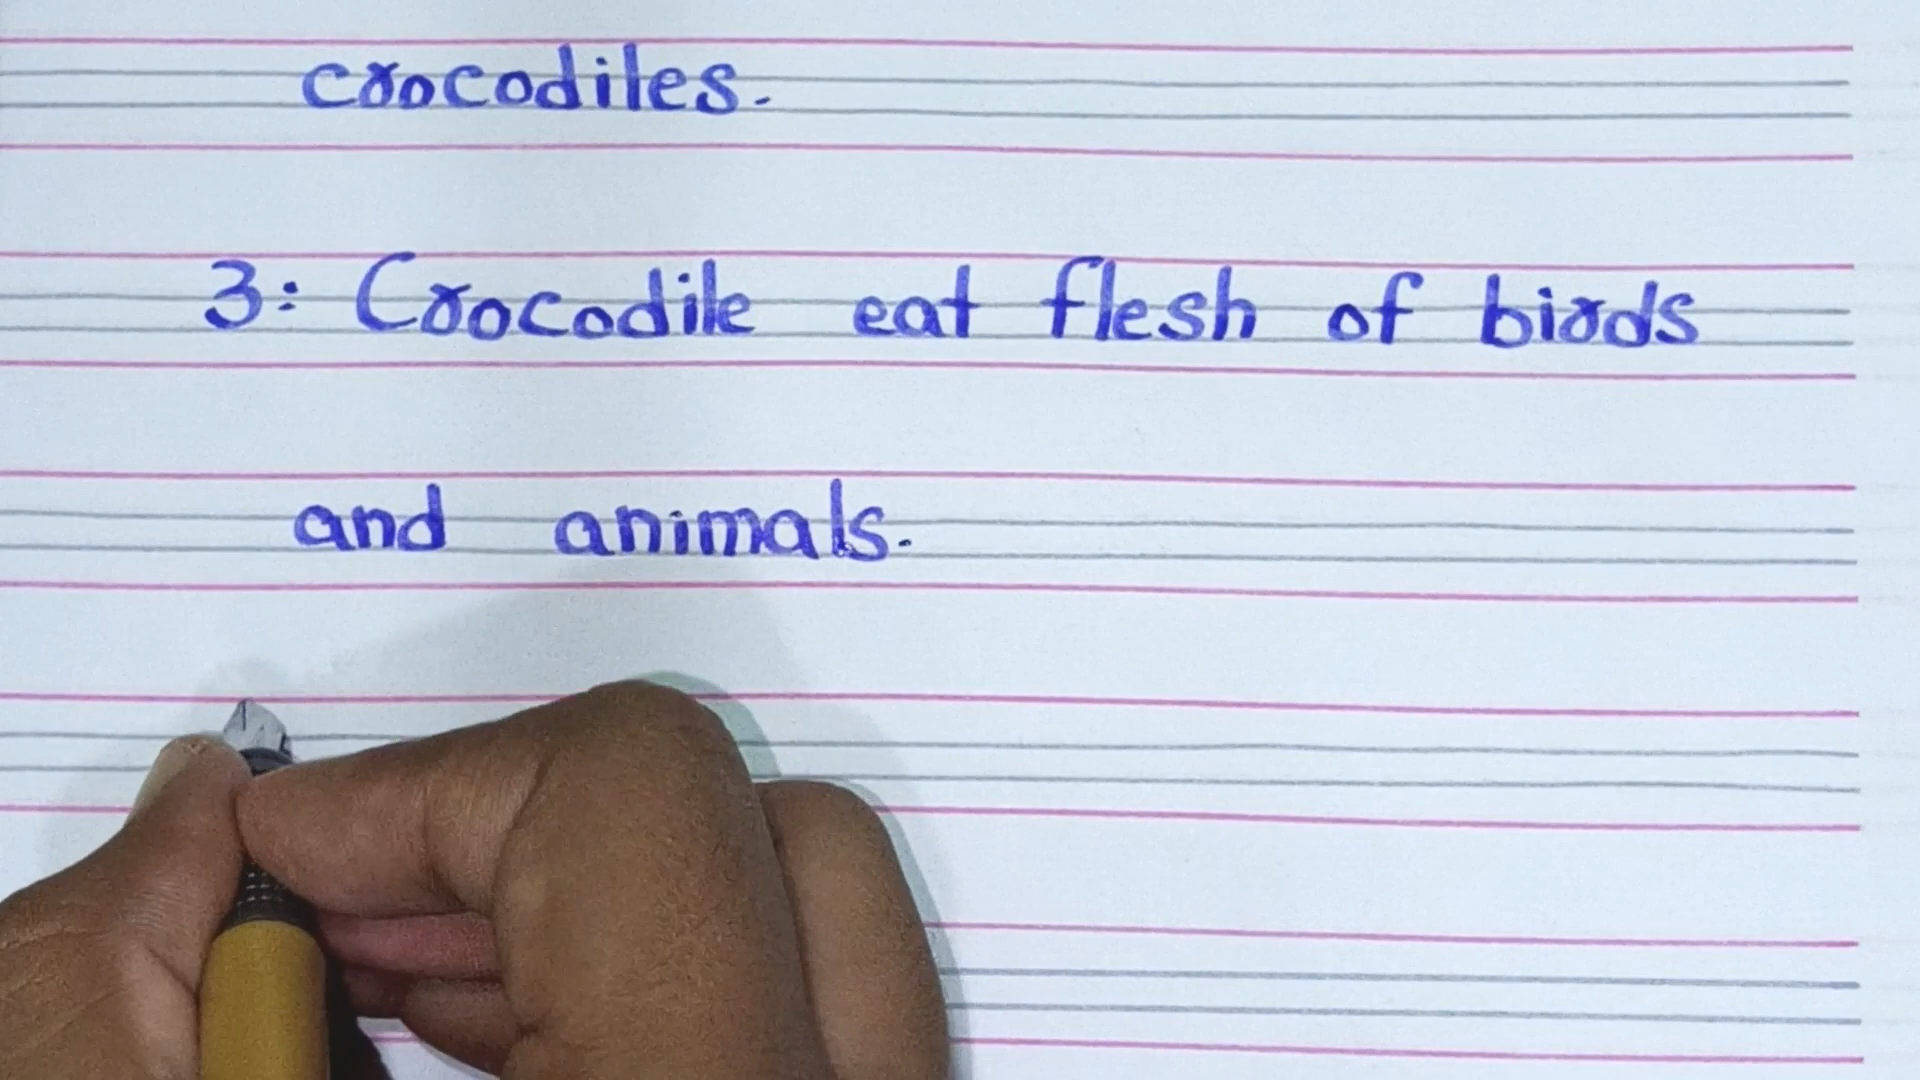 crocodiles.
3: Crocodile eat flesh of birds
and animals.